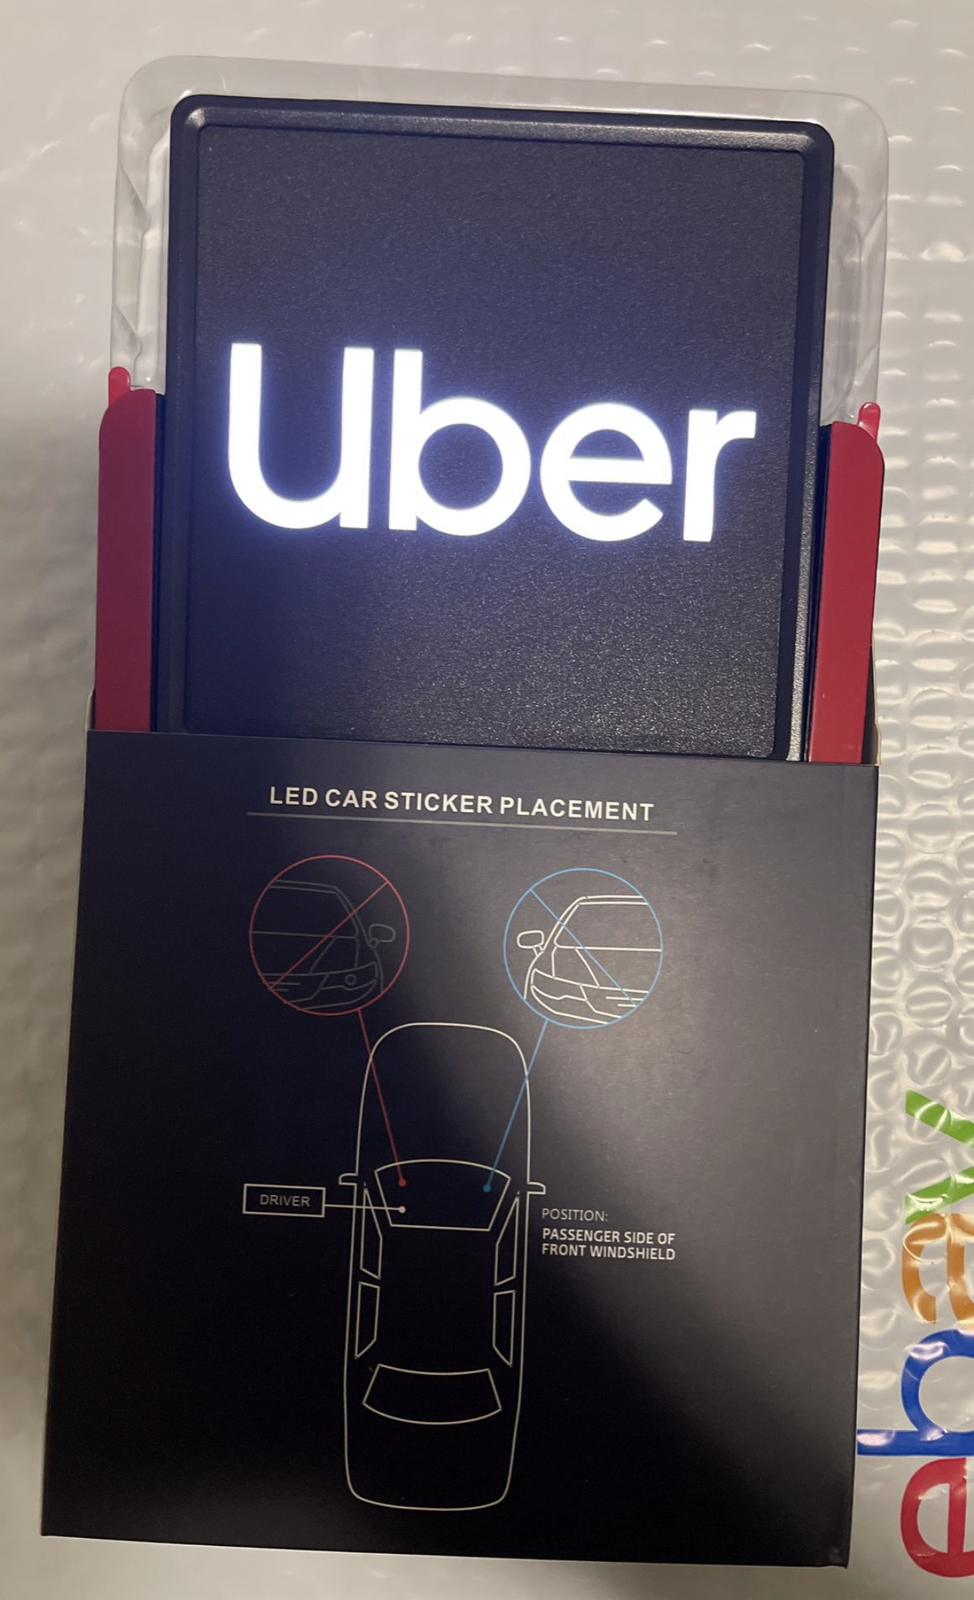 Uber
LED CAR STICKER PLACEMENT
DRIVER
POSITION:
PASSENGER SIDE OF
FRONT WINDSHIELD
ebay